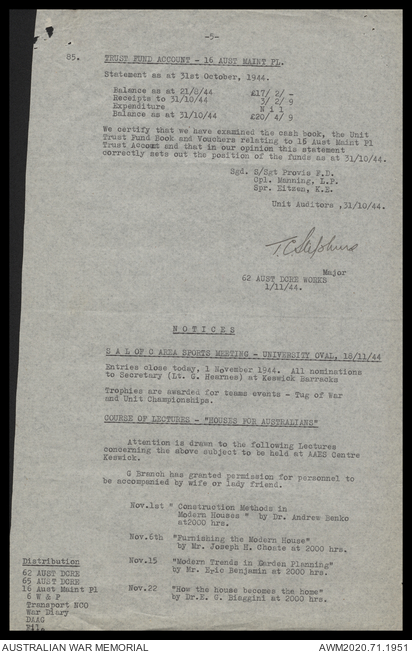 -5-
85. TRUST FUND ACCOUNT - 16 AUST MAINT PL.
Statement as at 31st October, 1944.
Balance as at 21/8/44 £17/ 2/ -
Receipts to 31/10/44 3/ 2/ 9
Expenditure N i l
Balance as at 31/10/44 £20/ 4/ 9
We certify that we have examined the cash book, the Unit
Trust Fund Book and Vouchers relating to 16 Aust Maint Pl
Trust Account and that in our opinion this statement
correctly sets out the position of the funds as at 31/10/44.
Sgd. S/Sgt Provis F.D.
Cpl. Manning, L.P.
Spr. Eitzen, K.E.
Unit Auditors ,31/10/44.
Major
62 AUST DCRE WORKS
1/11/44.
N O T I C E S
S A L OF C AREA SPORTS MEETING - UNIVERSITY OVAL, 18/11/44
Entries close today, 1 November 1944. All nominations
to Secretary (Lt. G. Hearnes) at Keswick Barracks
Trophies are awarded for teams events - Tug of War
and Unit Championships.
COURSE OF LECTURES - "HOUSES FOR AUSTRALIANS"
Attention is drawn to the following Lectures
concerning the above subject to be held at AAES Centre
Keswick.
G Branch has granted permission for personnel to
be accompanied by wife or lady friend.
Nov.1st " Construction Methods in
Modern Houses " by Dr. Andrew Benko
at2000 hrs.
Nov.6th "Furnishing the Modern House"
by Mr. Joseph H. Choate at 2000 hrs.
Nov.15 "Modern Trends in Garden Planning"
by Mr. Eric Benjamin at 2000 hrs.
Nov.22 "How the house becomes the home"
by Dr.E. G. Biaggini at 2000 hrs.
Distribution
62 AUST DCRE
65 AUST DCRE
16 Aust Maint Pl
6 W & P
Transport NCO
War Diary
DAAG
File
AUSTRALIAN WAR MEMORIAL
AWM2020.71.1951